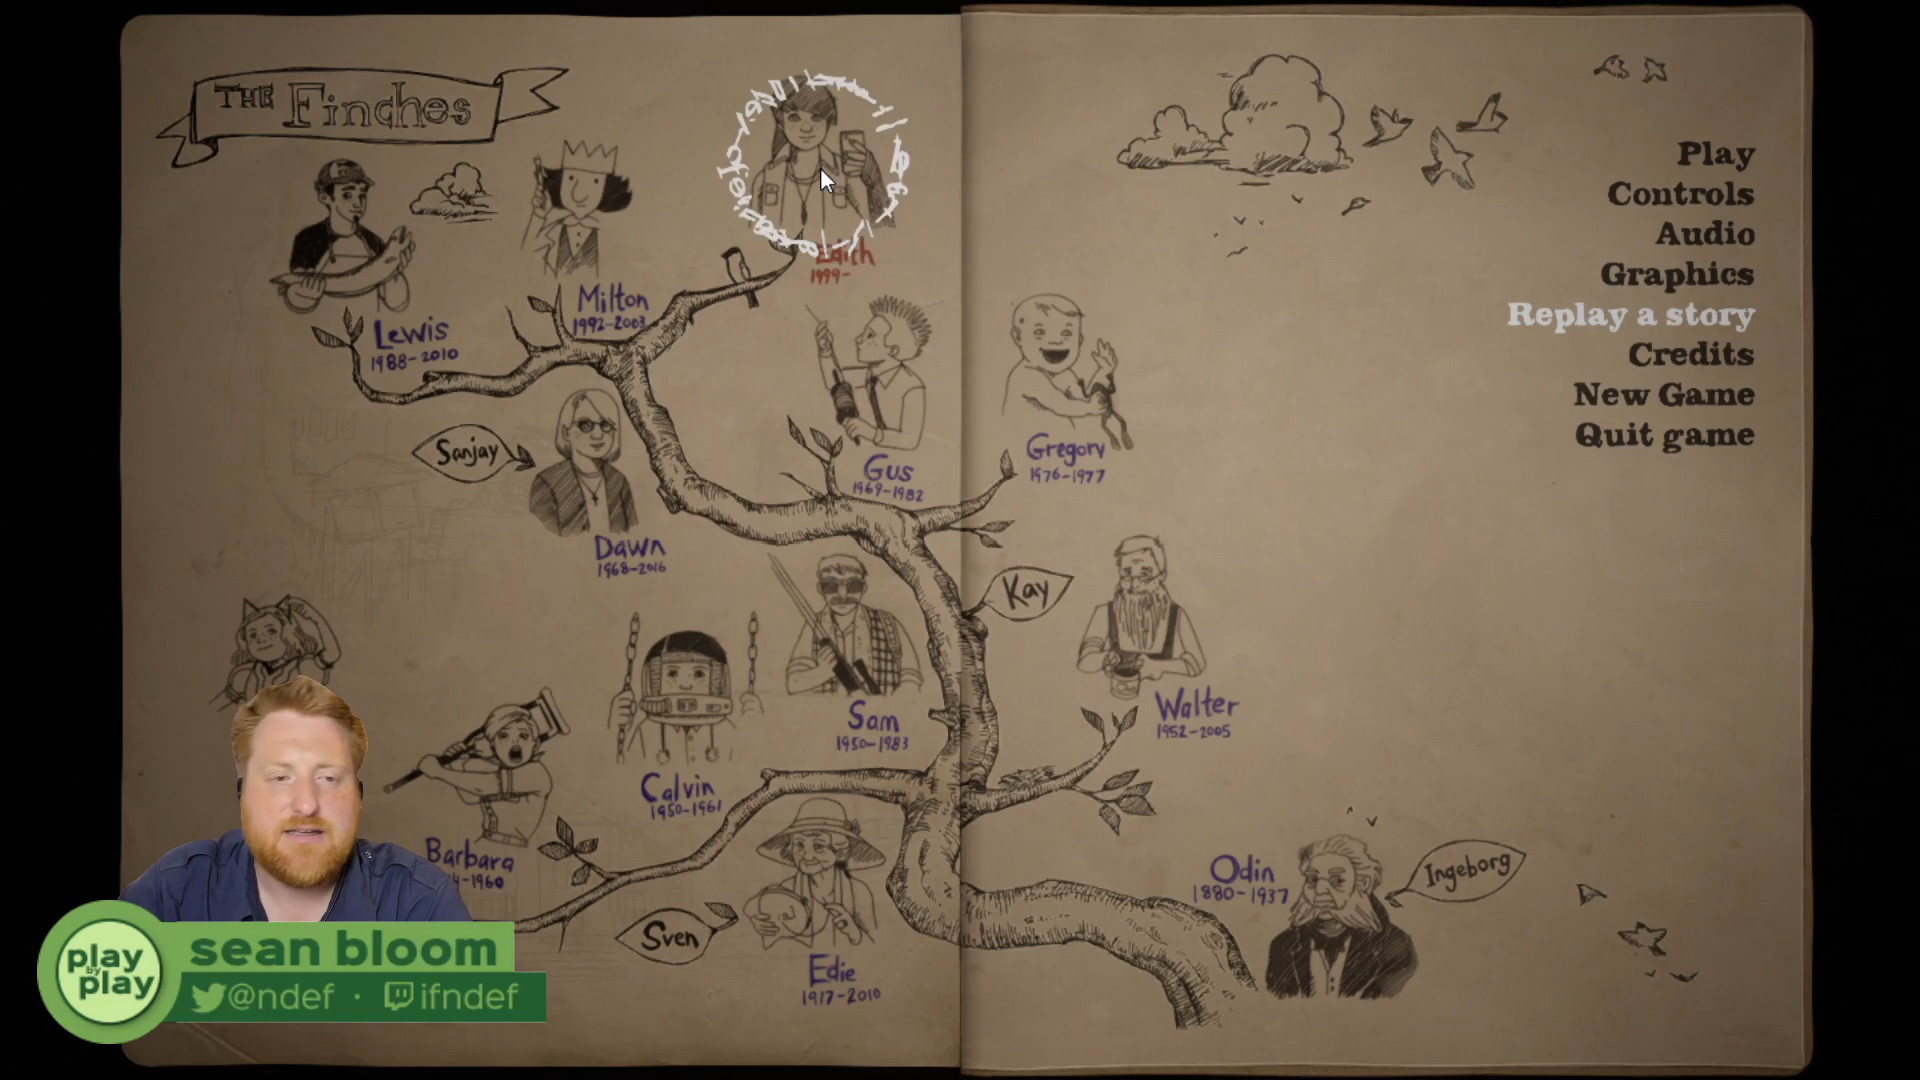 THE Finches
Lewis
1988-2010
Milton
1992-2003
Edith
1999-
Sanjay
Dawn
1968-2016
Gus
1969-1982
Gregory
1976-1977
Kay
Sam
1950-1983
Walter
1952-2005
Calvin
1950-1961
Barbara
-1960
Sven
Edie
1917-2010
Odin
1880-1937
Ingeborg
Play
Controls
Audio
Graphics
Replay a story
Credits
New Game
Quit game
play
by
play
sean bloom
@ndef · ifndef